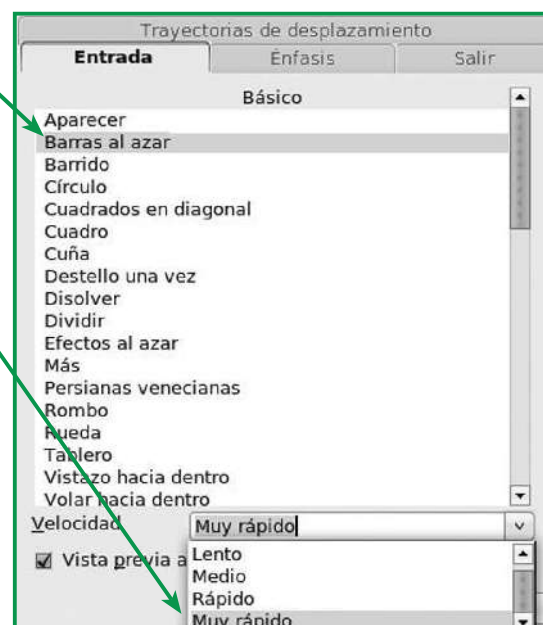 Trayectorias de desplazamiento
Entrada Énfasis Salir
Básico
Aparecer
Barras al azar
Barrido
Círculo
Cuadrados en diagonal
Cuadro
Cuña
Destello una vez
Disolver
Dividir
Efectos al azar
Más
Persianas venecianas
Rombo
Rueda
Tablero
Vistazo hacia dentro
Volar hacia dentro
Velocidad Muy rápido
Vista previa a
Lento
Medio
Rápido
Muy rápido